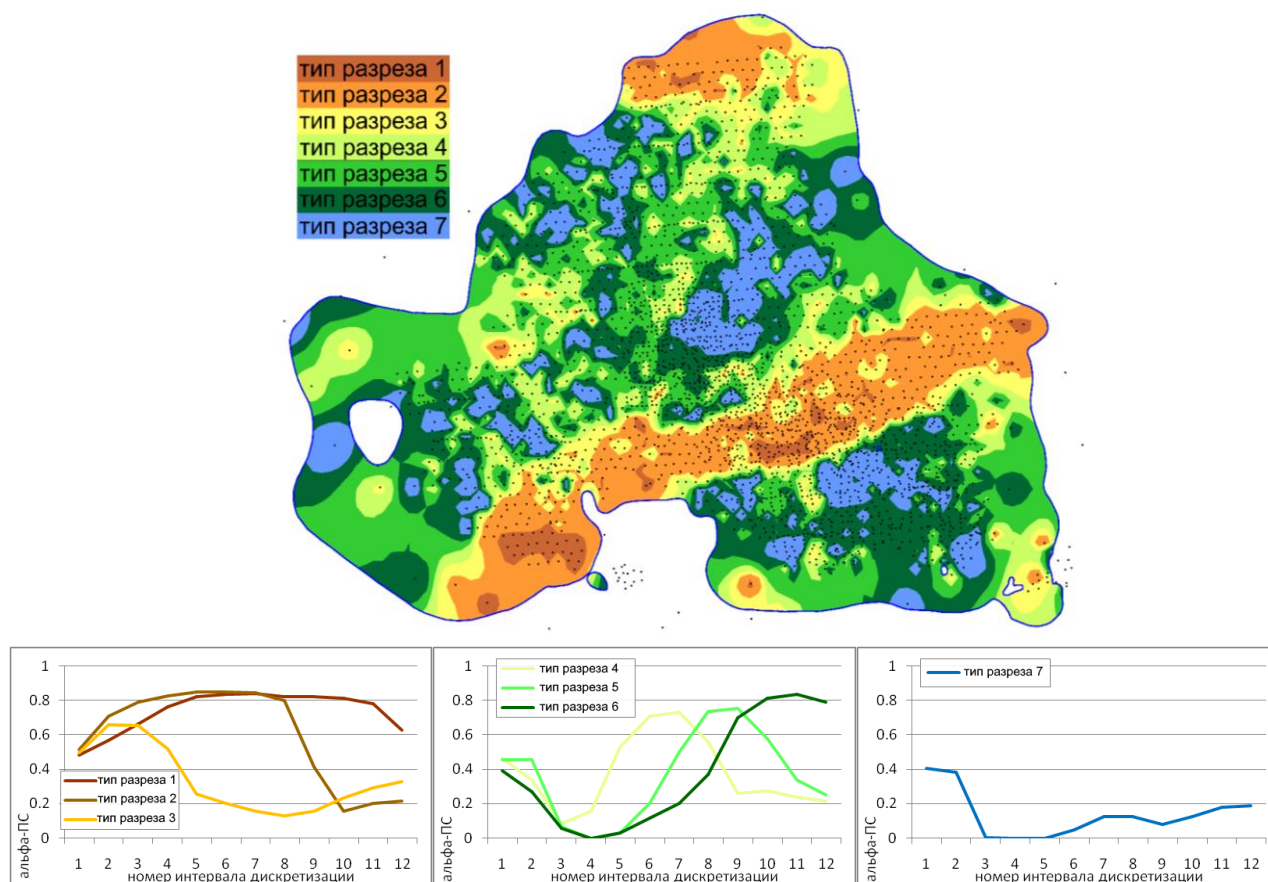 тип разреза 1
тип разреза 2
тип разреза 3
тип разреза 4
тип разреза 5
тип разреза 6
тип разреза 7
1
0.8
0.6
0.4
0.2
0
альфа-ПС
тип разреза 1
тип разреза 2
тип разреза 3
1 2 3 4 5 6 7 8 9 10 11 12
номер интервала дискретизации
1
0.8
0.6
0.4
0.2
0
альфа-ПС
тип разреза 4
тип разреза 5
тип разреза 6
1 2 3 4 5 6 7 8 9 10 11 12
номер интервала дискретизации
1
0.8
0.6
0.4
0.2
0
альфа-ПС
тип разреза 7
1 2 3 4 5 6 7 8 9 10 11 12
номер интервала дискретизации